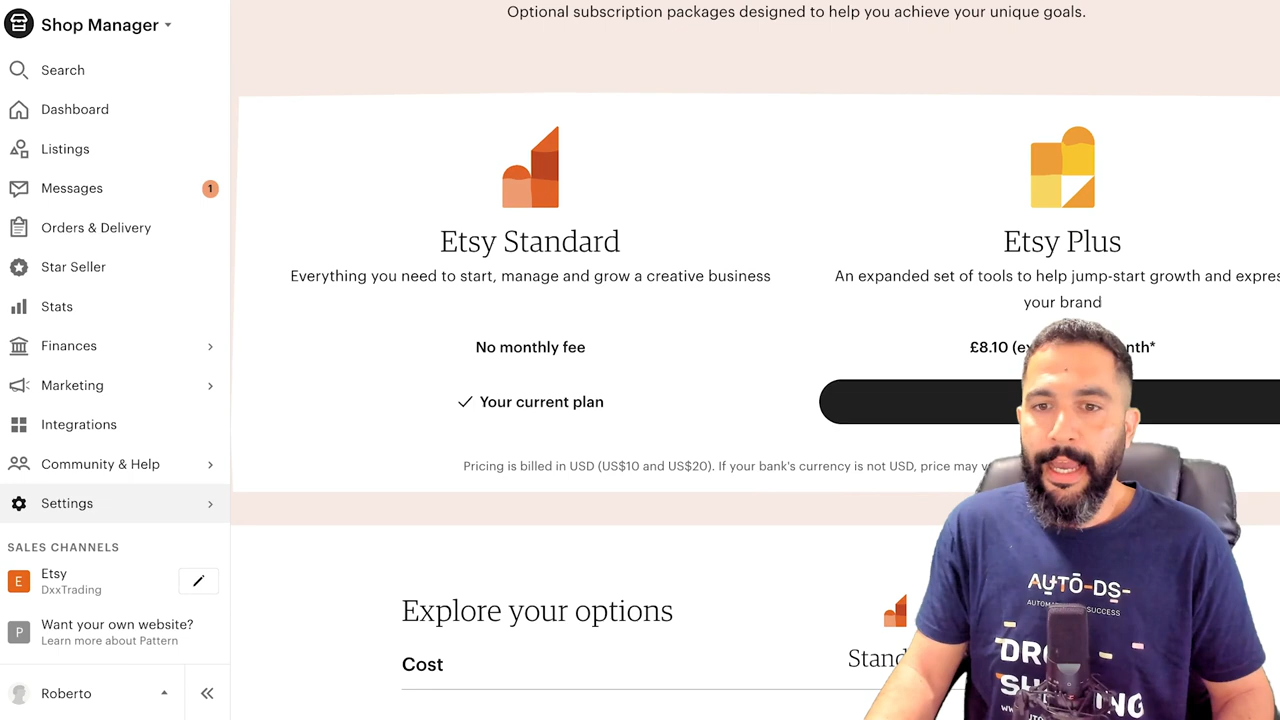 Shop Manager
Search
Dashboard
Listings
Messages
1
Orders & Delivery
Star Seller
Stats
Finances
Marketing
Integrations
Community & Help
Settings
SALES CHANNELS
E
Etsy
DxxTrading
P
Want your own website?
Learn more about Pattern
Roberto
Optional subscription packages designed to help you achieve your unique goals.
Etsy Standard
Everything you need to start, manage and grow a creative business
No monthly fee
Your current plan
Etsy Plus
An expanded set of tools to help jump-start growth and expres
your brand
£8.10 (ex nth*
Pricing is billed in USD (US$10 and US$20). If your bank's currency is not USD, price may v
Explore your options
Cost
Stand
AUTO-DS-